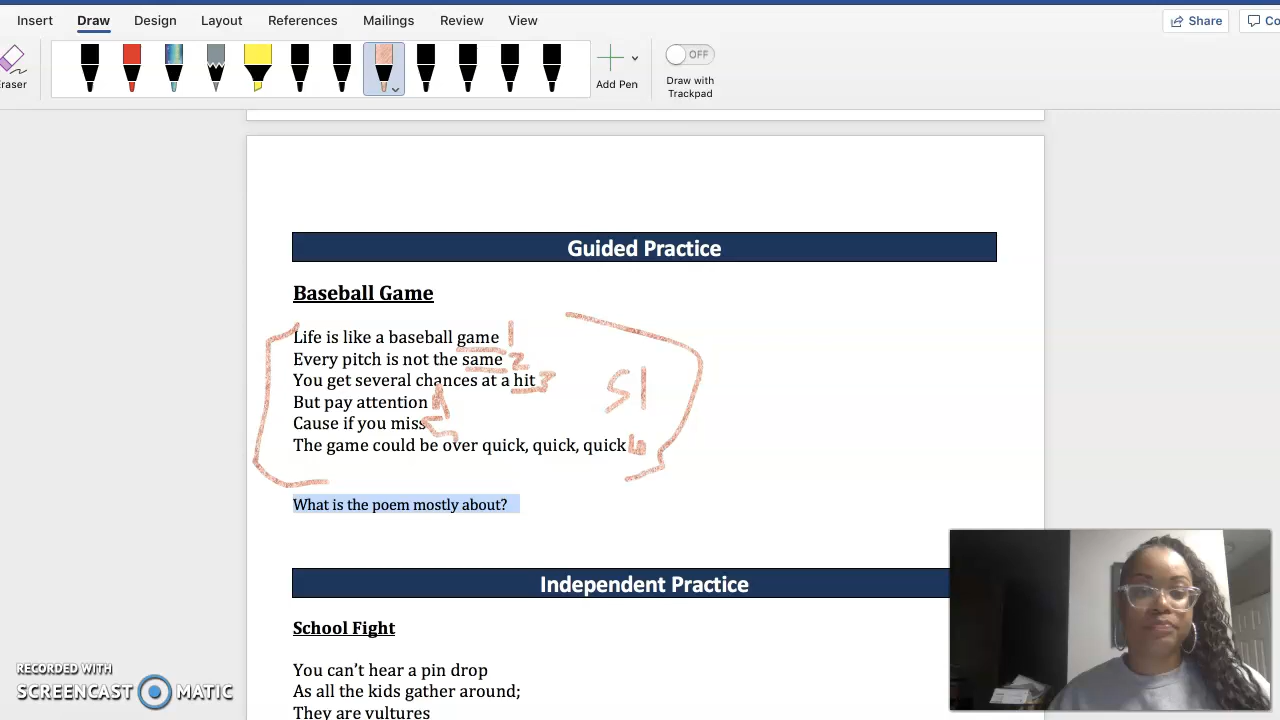 Insert Draw Design Layout References Mailings Review View Share Co
Eraser
OFF
Add Pen
Draw with
Trackpad
Guided Practice
Baseball Game
Life is like a baseball game 1
Every pitch is not the same 2
You get several chances at a hit 3
S1
But pay attention 4
Cause if you miss 5
The game could be over quick, quick, quick 6
What is the poem mostly about?
Independent Practice
School Fight
You can't hear a pin drop
As all the kids gather around;
They are vultures
RECORDED WITH
SCREENCAST MATIC